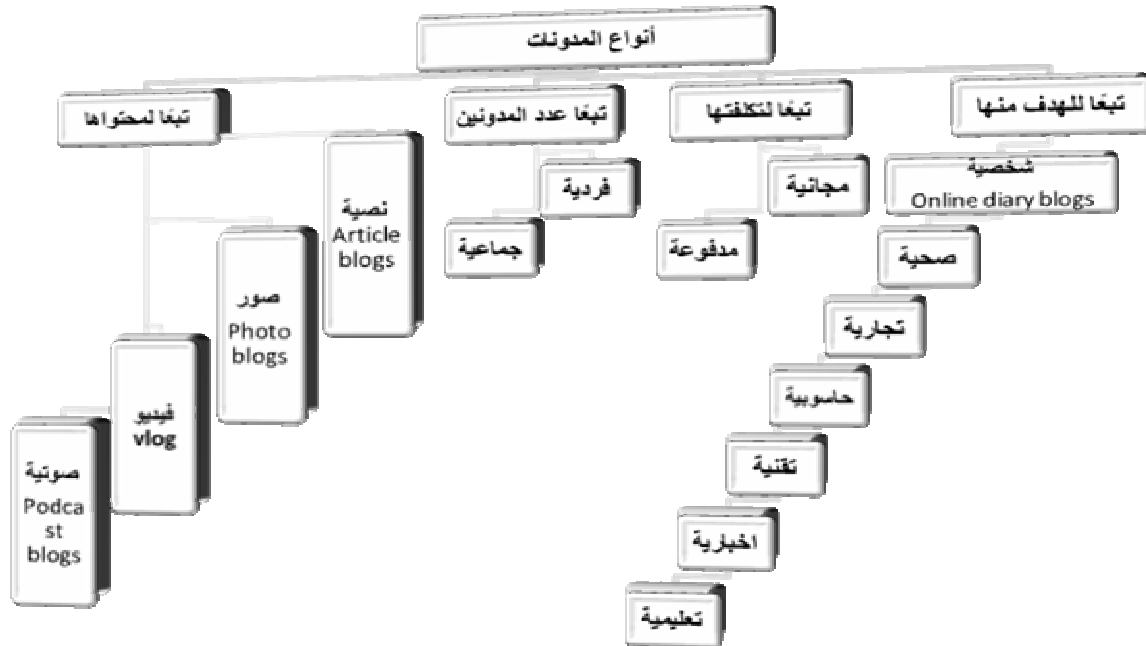 أنواع المدونات
تبعًا للهدف منها
شخصية
Online diary blogs
صحية
تجارية
حاسوبية
تقنية
اخبارية
تعليمية
تبعًا لتكلفتها
مجانية
مدفوعة
تبعًا عدد المدونين
فردية
جماعية
تبعًا لمحتواها
نصية
Article
blogs
صور
Photo
blogs
فيديو
vlog
صوتية
Podca
st
blogs